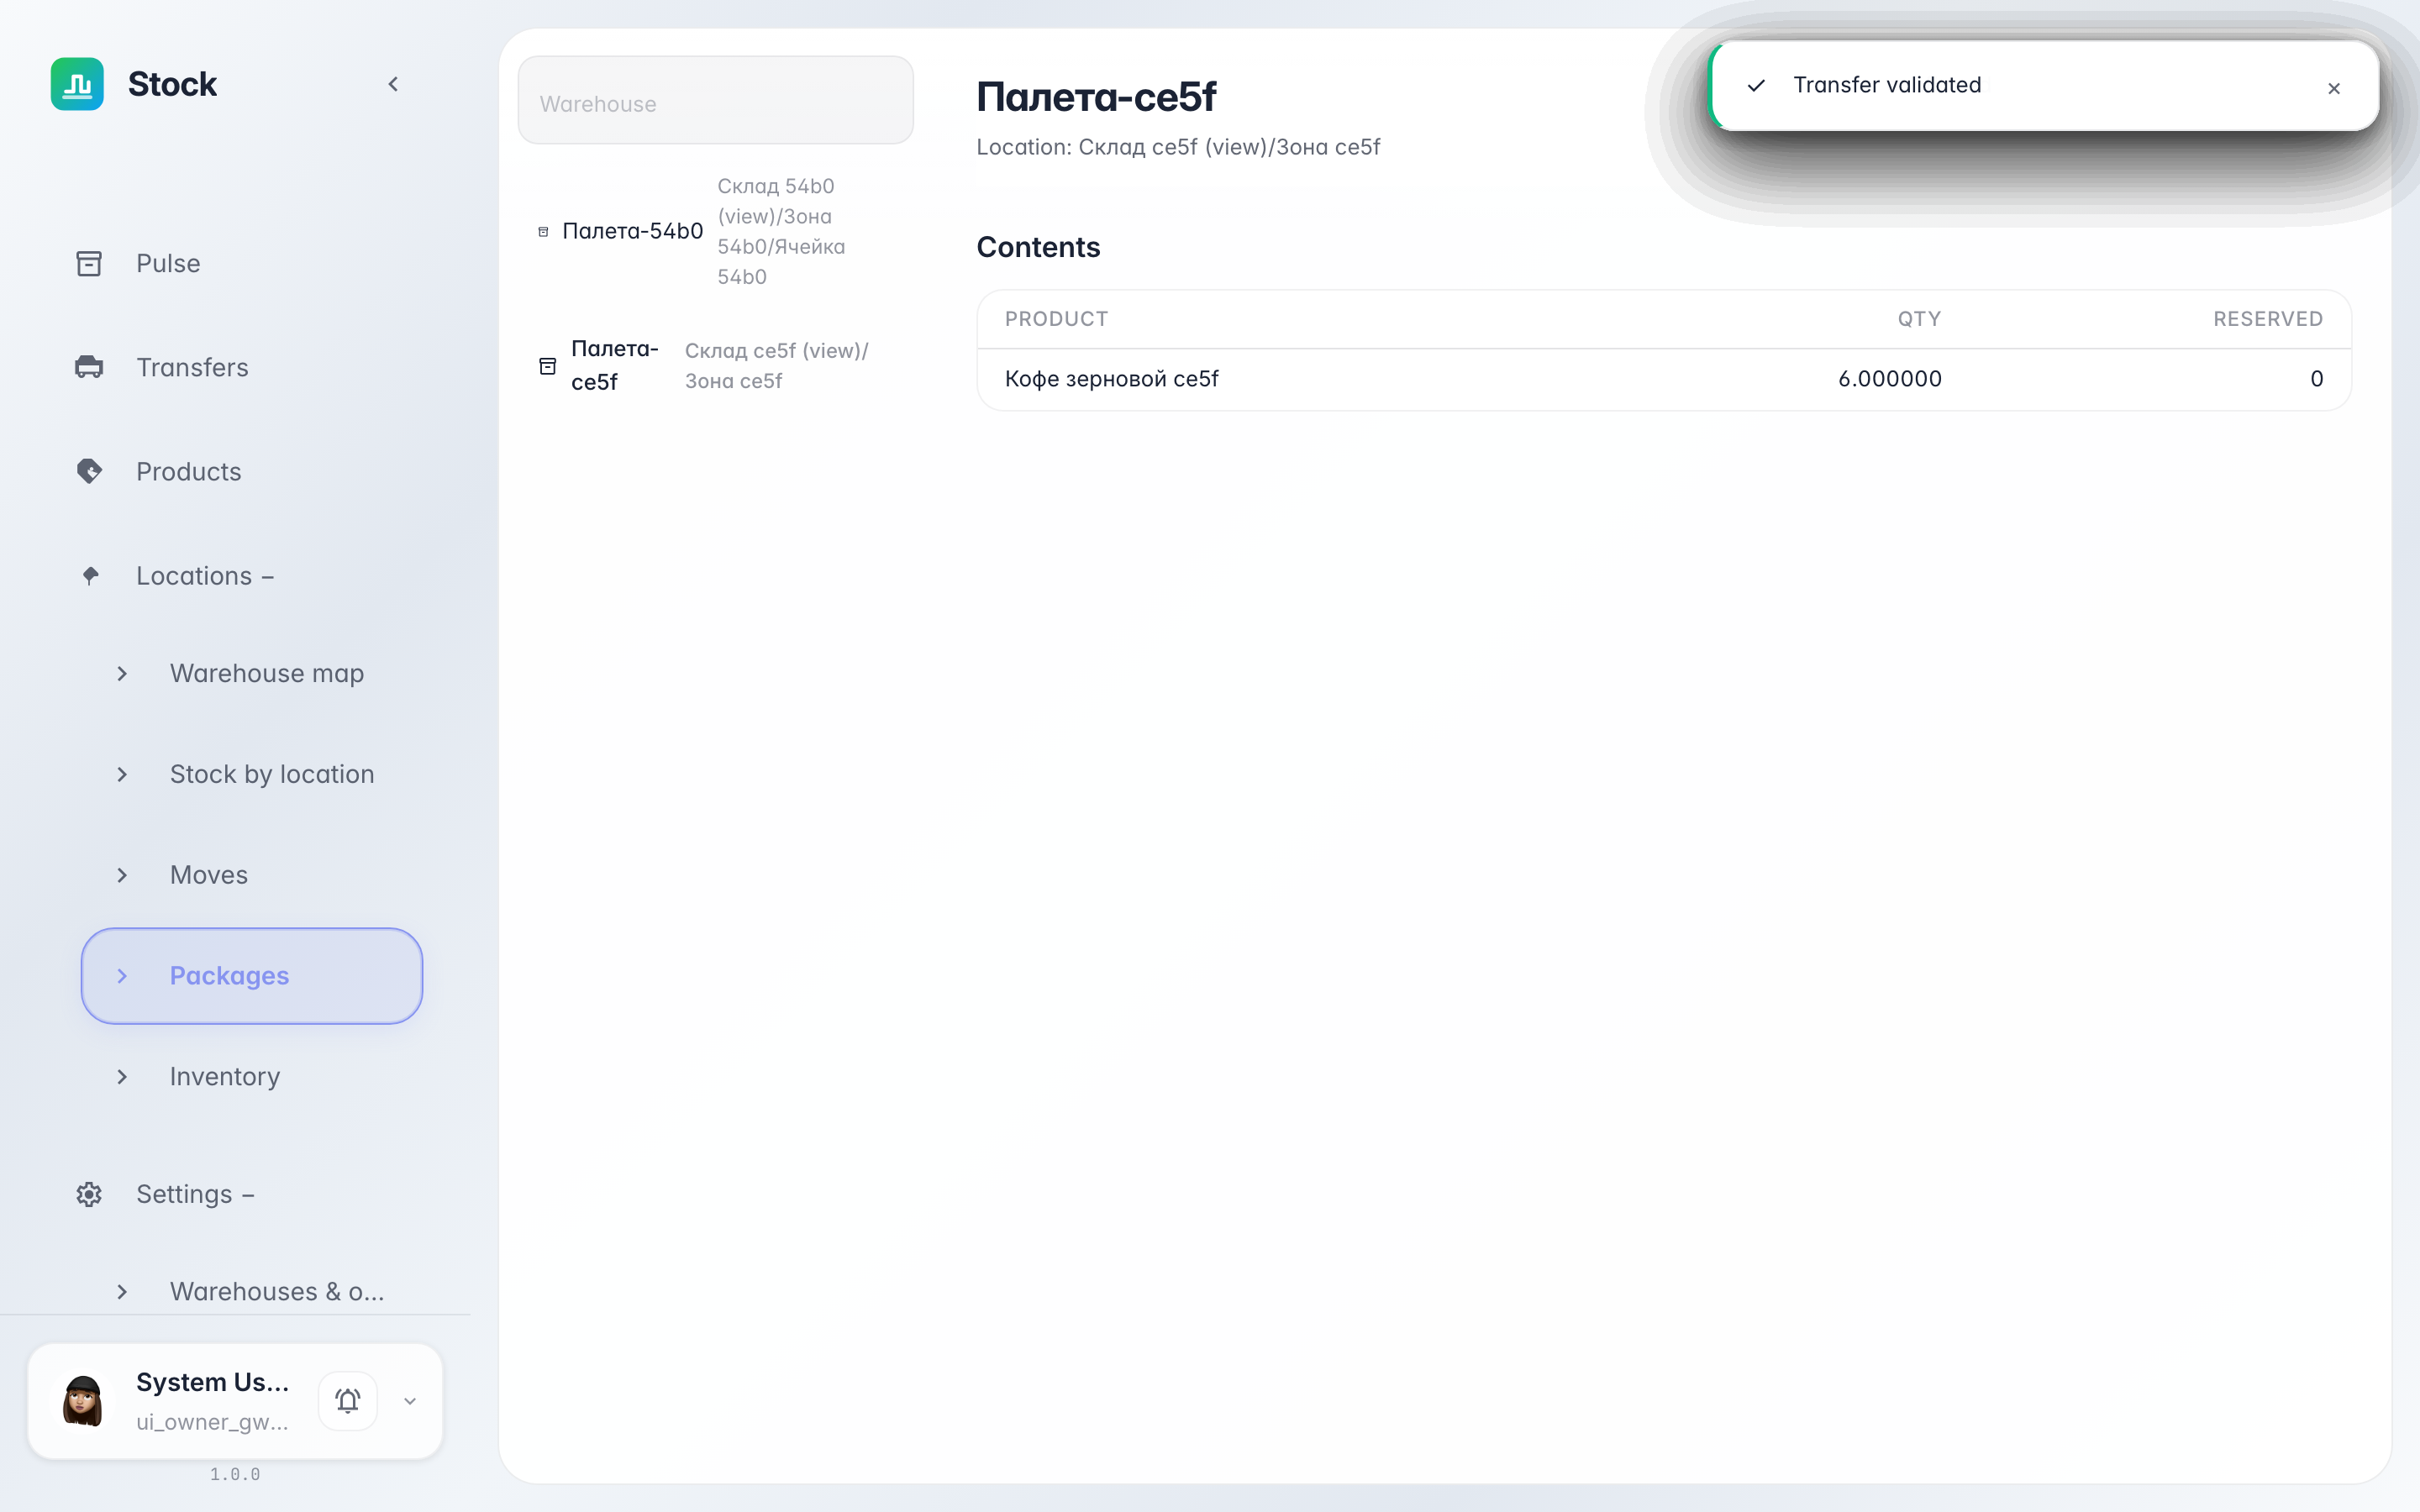 Stock
Pulse
Transfers
Products
Locations –
Warehouse map
Stock by location
Moves
Packages
Inventory
Settings –
Warehouses & o...
System Us...
ui_owner_gw...
1.0.0
Warehouse
Палета-54b0
Склад 54b0
(view)/Зона
54b0/Ячейка
54b0
Палета-
ce5f
Склад ce5f (view)/
Зона ce5f
Палета-ce5f
Location: Склад ce5f (view)/Зона ce5f
Contents
PRODUCT QTY RESERVED
Кофе зерновой ce5f 6.000000 0
Transfer validated